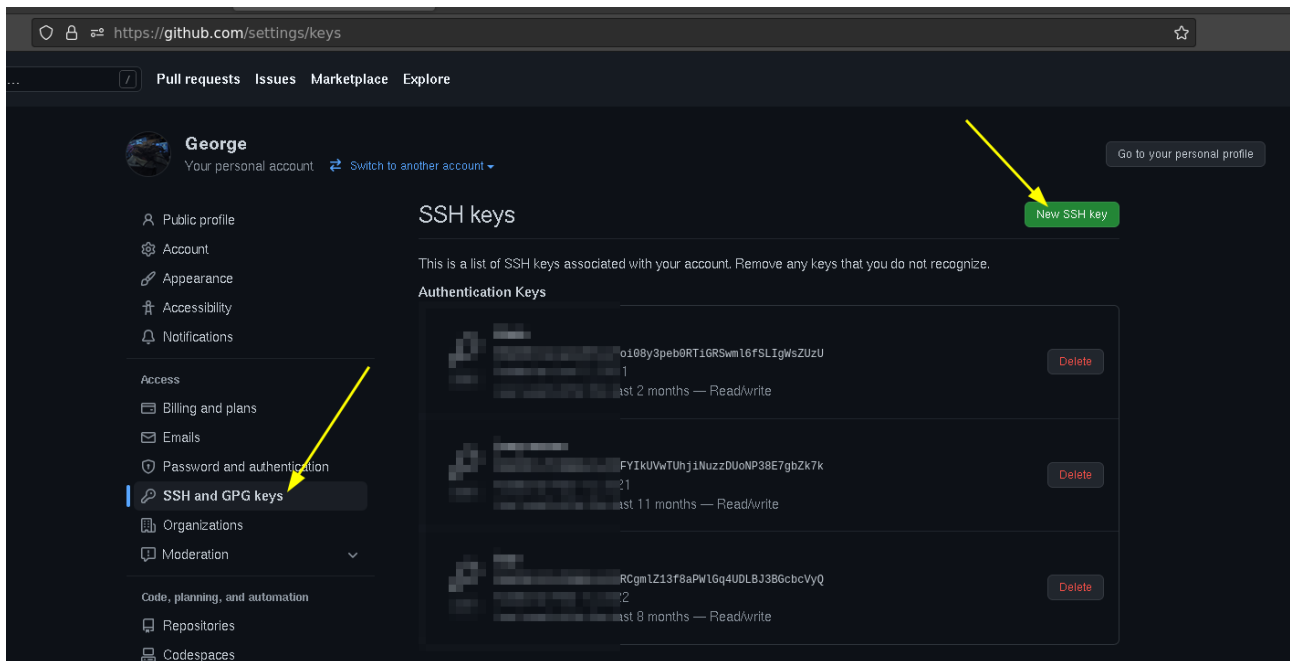 https://github.com/settings/keys
... / Pull requests Issues Marketplace Explore
George
Your personal account Switch to another account
Go to your personal profile
Public profile
Account
Appearance
Accessibility
Notifications
Access
Billing and plans
Emails
Password and authentication
SSH and GPG keys
Organizations
Moderation
Code, planning, and automation
Repositories
Codespaces
SSH keys
New SSH key
This is a list of SSH keys associated with your account. Remove any keys that you do not recognize.
Authentication Keys
oi08y3peb0RTiGRSwml6fSLIgWsZUzU
1
ast 2 months — Read/write
Delete
FYIkUVwTUhjiNuzzDUoNP38E7gbZk7k
21
ast 11 months — Read/write
Delete
RCgmlZ13f8aPWlGq4UDLBJ3BGcbcVyQ
22
ast 8 months — Read/write
Delete